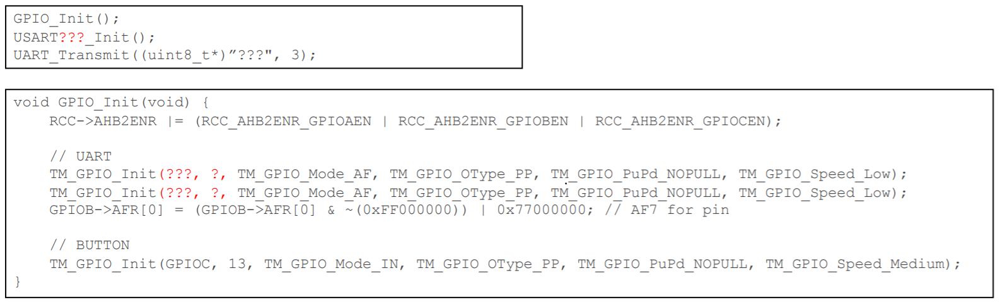 GPIO_Init();
USART???_Init();
UART_Transmit((uint8_t*)”???", 3);
void GPIO_Init(void) {
    RCC->AHB2ENR |= (RCC_AHB2ENR_GPIOAEN | RCC_AHB2ENR_GPIOBEN | RCC_AHB2ENR_GPIOCEN);
    // UART
    TM_GPIO_Init(???, ?, TM_GPIO_Mode_AF, TM_GPIO_OType_PP, TM_GPIO_PuPd_NOPULL, TM_GPIO_Speed_Low);
    TM_GPIO_Init(???, ?, TM_GPIO_Mode_AF, TM_GPIO_OType_PP, TM_GPIO_PuPd_NOPULL, TM_GPIO_Speed_Low);
    GPIOB->AFR[0] = (GPIOB->AFR[0] & ~(0xFF000000)) | 0x77000000; // AF7 for pin
    // BUTTON
    TM_GPIO_Init(GPIOC, 13, TM_GPIO_Mode_IN, TM_GPIO_OType_PP, TM_GPIO_PuPd_NOPULL, TM_GPIO_Speed_Medium);
}